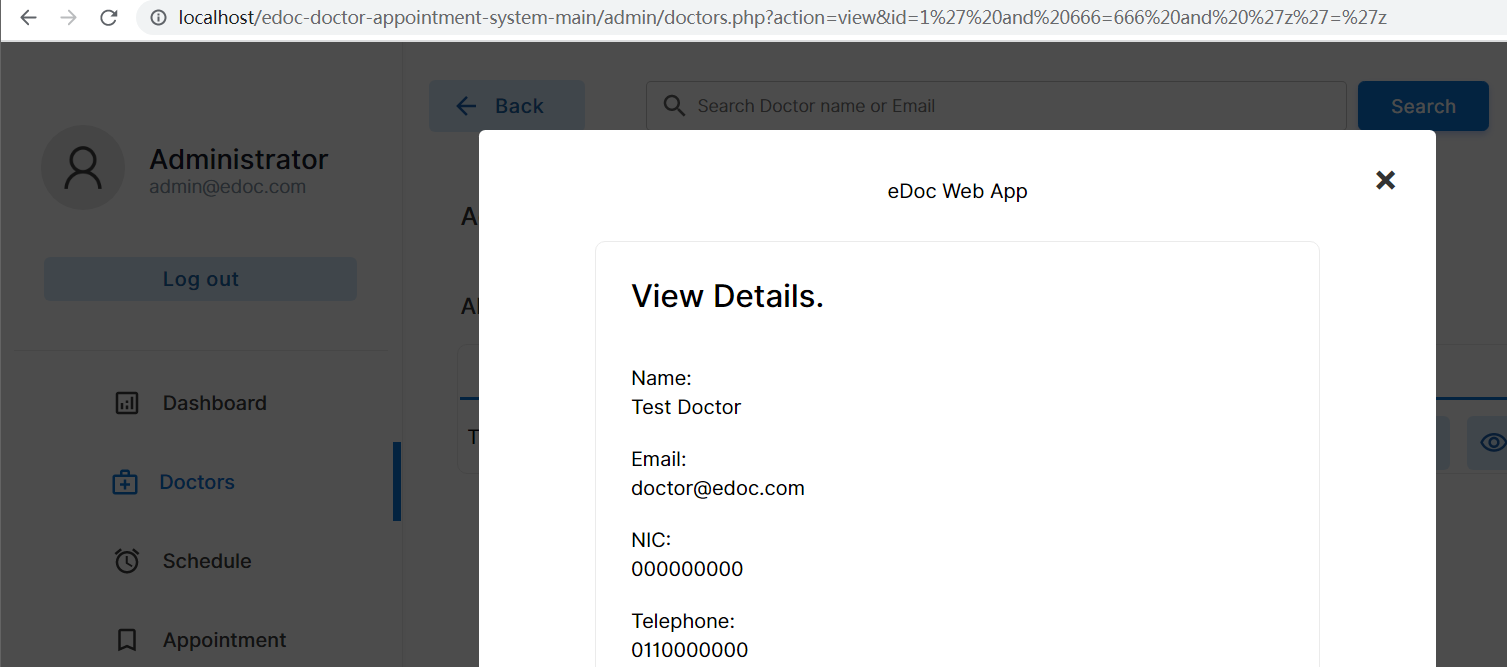 localhost/edoc-doctor-appointment-system-main/admin/doctors.php?action=view&id=1%27%20and%20666=666%20and%20%27z%27=%27z
Back
Search Doctor name or Email
Search
Administrator
admin@edoc.com
Log out
Dashboard
Doctors
Schedule
Appointment
eDoc Web App
View Details.
Name:
Test Doctor
Email:
doctor@edoc.com
NIC:
000000000
Telephone:
0110000000